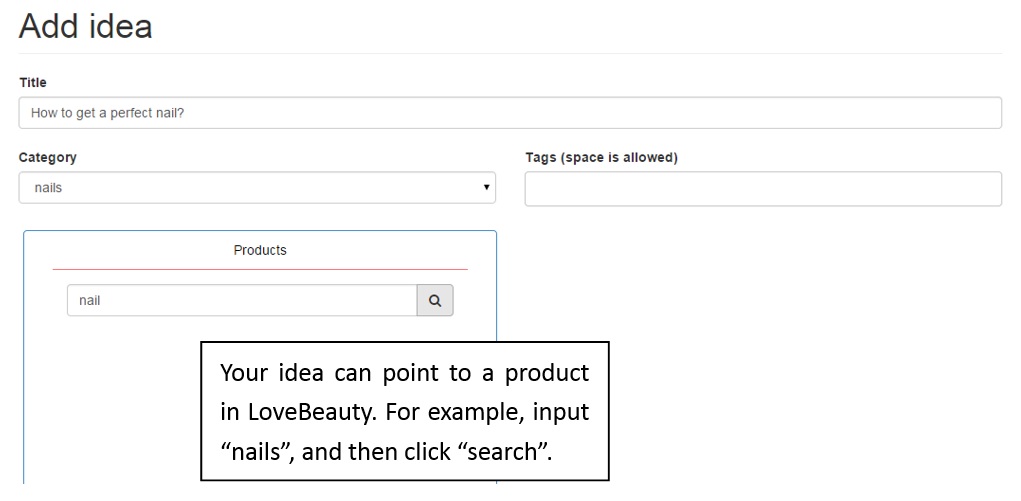 Add idea
Title
How to get a perfect nail?
Category
Tags (space is allowed)
nails
Products
nail
Your idea can point to a product
in LoveBeauty. For example, input
“nails”, and then click “search”.